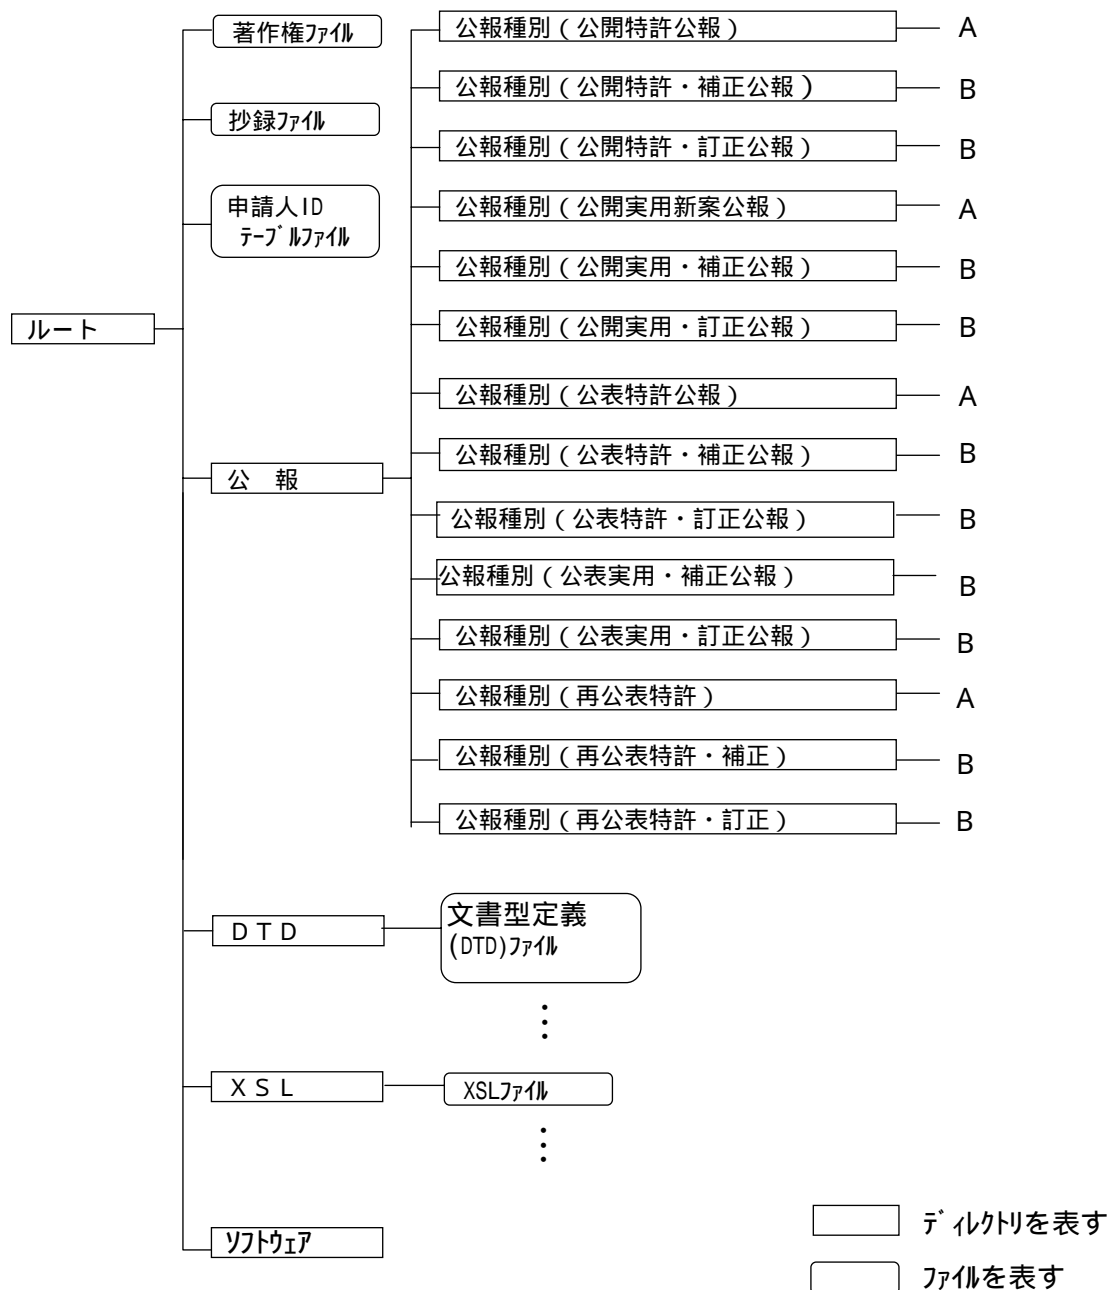 著作権ファイル
抄録ファイル
申請人ID
テーブルファイル
ルート
公　報
公報種別（公開特許公報） A
公報種別（公開特許・補正公報） B
公報種別（公開特許・訂正公報） B
公報種別（公開実用新案公報） A
公報種別（公開実用・補正公報） B
公報種別（公開実用・訂正公報） B
公報種別（公表特許公報） A
公報種別（公表特許・補正公報） B
公報種別（公表特許・訂正公報） B
公報種別（公表実用・補正公報） B
公報種別（公表実用・訂正公報） B
公報種別（再公表特許） A
公報種別（再公表特許・補正） B
公報種別（再公表特許・訂正） B
ＤＴＤ
文書型定義
(DTD)ファイル
⋮
ＸＳＬ
XSLファイル
⋮
ソフトウェア
ディレクトリを表す
ファイルを表す